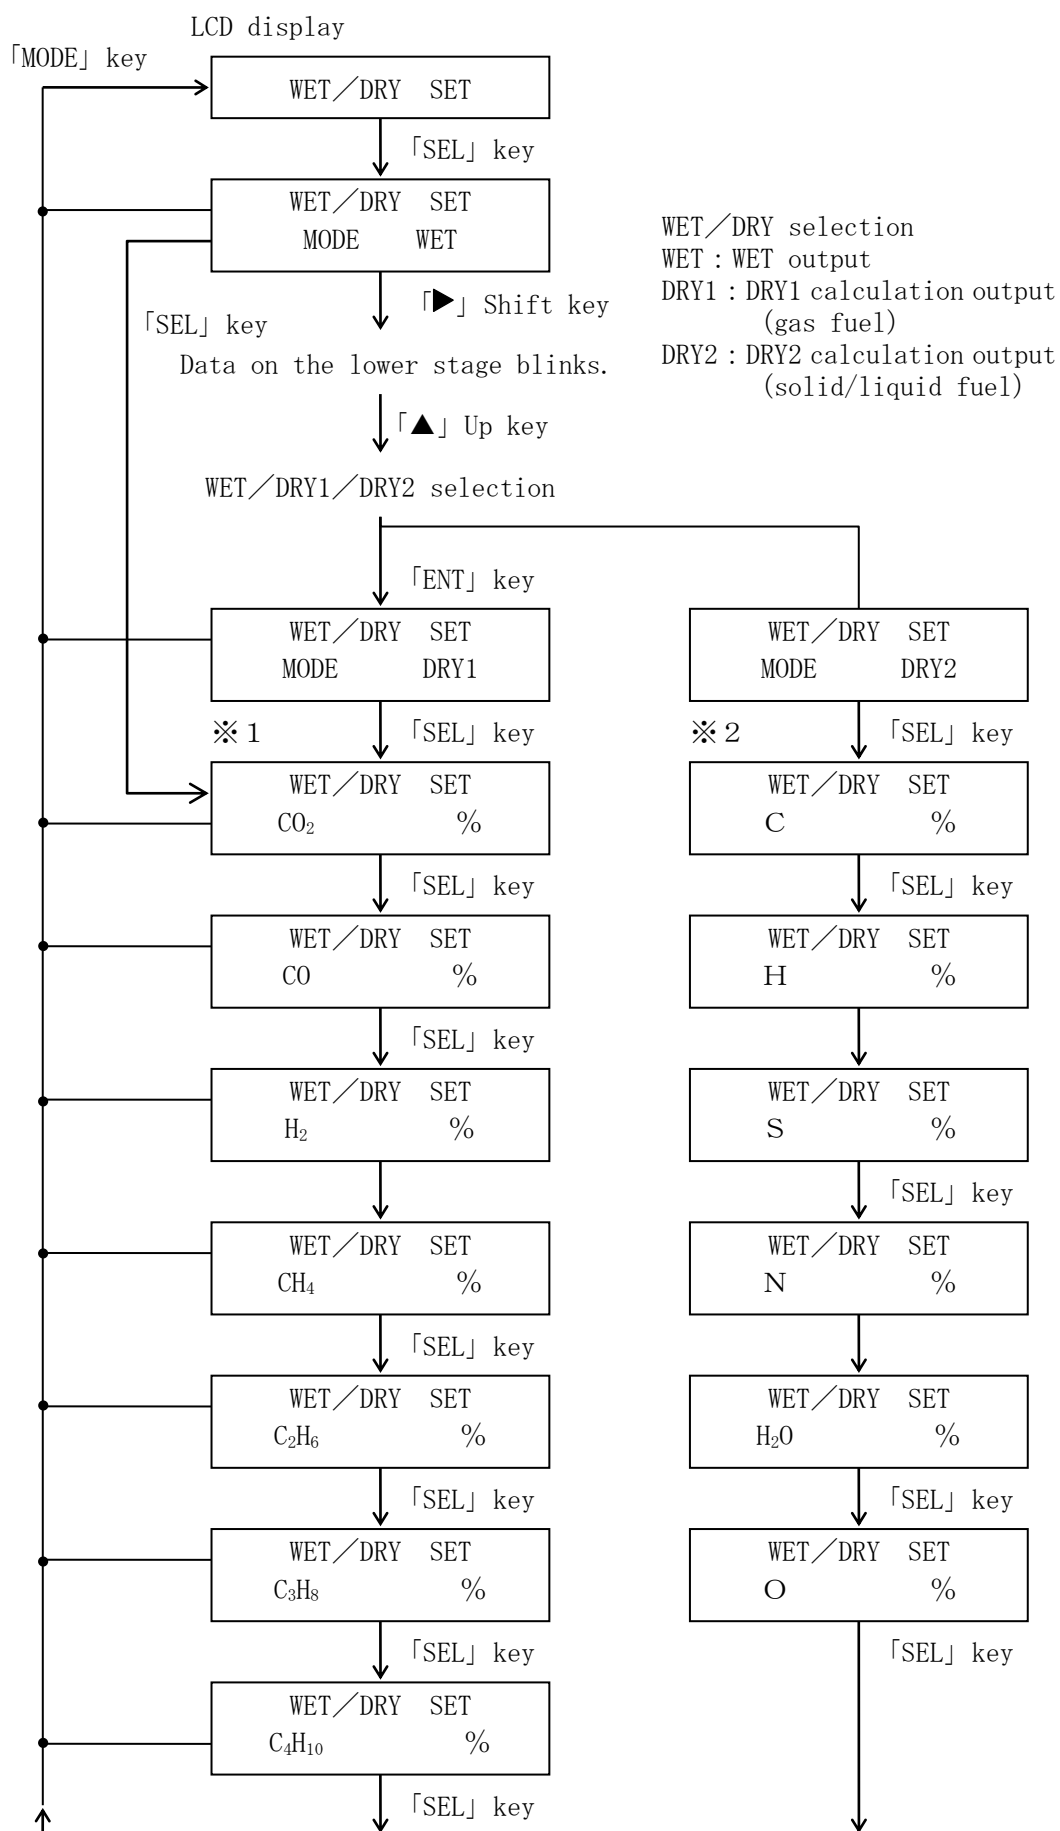 LCD display
「MODE」 key
WET／DRY SET
「SEL」 key
WET／DRY SET
MODE WET
WET／DRY selection
WET：WET output
DRY1：DRY1 calculation output
(gas fuel)
DRY2：DRY2 calculation output
(solid/liquid fuel)
「▶」 Shift key
「SEL」 key
Data on the lower stage blinks.
「▲」 Up key
WET／DRY1／DRY2 selection
「ENT」 key
WET／DRY SET
MODE DRY1
WET／DRY SET
MODE DRY2
※１ 「SEL」 key
※２ 「SEL」 key
WET／DRY SET
CO₂ %
WET／DRY SET
C %
「SEL」 key
「SEL」 key
WET／DRY SET
CO %
WET／DRY SET
H %
「SEL」 key
WET／DRY SET
H₂ %
WET／DRY SET
S %
「SEL」 key
WET／DRY SET
CH₄ %
WET／DRY SET
N %
「SEL」 key
WET／DRY SET
C₂H₆ %
WET／DRY SET
H₂O %
「SEL」 key
「SEL」 key
WET／DRY SET
C₃H₈ %
WET／DRY SET
O %
「SEL」 key
「SEL」 key
WET／DRY SET
C₄H₁₀ %
「SEL」 key